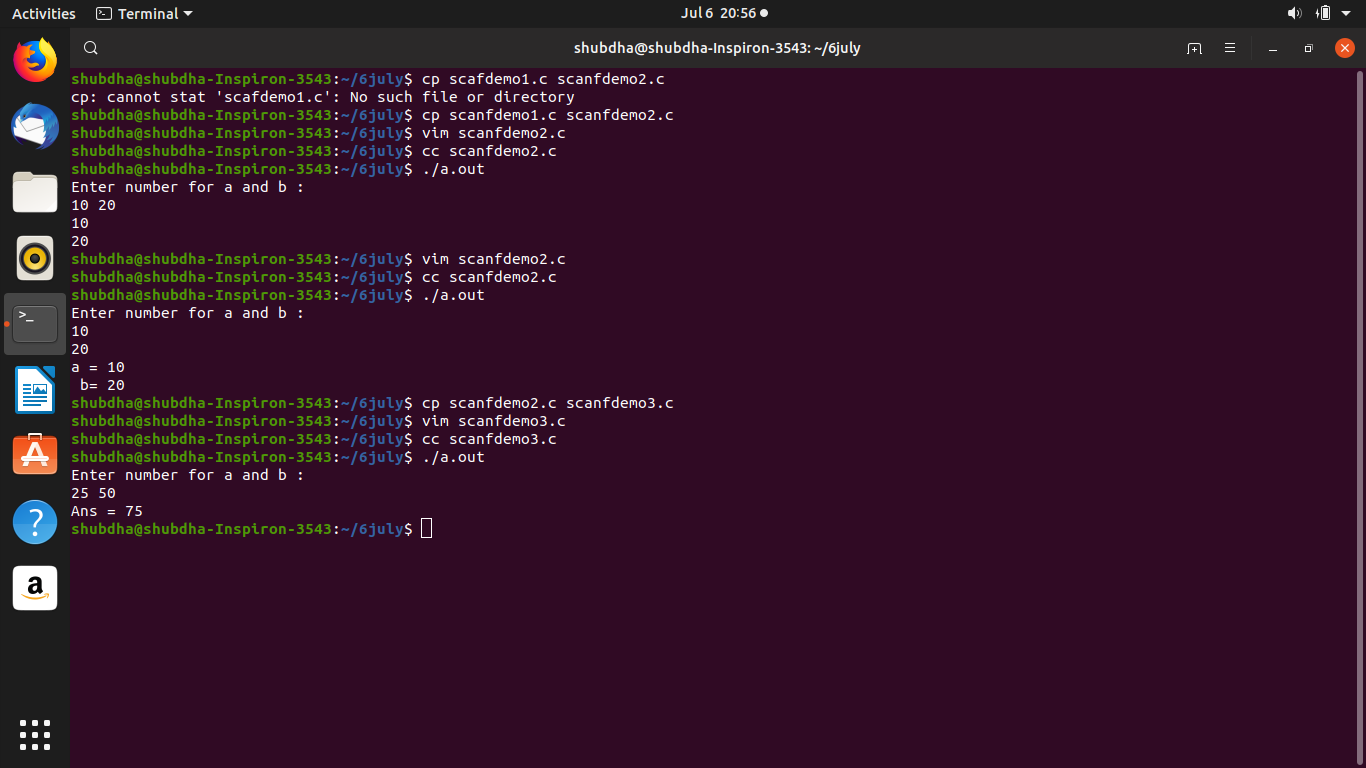 Activities Terminal Jul 6 20:56
shubdha@shubdha-Inspiron-3543: ~/6july
shubdha@shubdha-Inspiron-3543:~/6july$ cp scafdemo1.c scanfdemo2.c
cp: cannot stat 'scafdemo1.c': No such file or directory
shubdha@shubdha-Inspiron-3543:~/6july$ cp scanfdemo1.c scanfdemo2.c
shubdha@shubdha-Inspiron-3543:~/6july$ vim scanfdemo2.c
shubdha@shubdha-Inspiron-3543:~/6july$ cc scanfdemo2.c
shubdha@shubdha-Inspiron-3543:~/6july$ ./a.out
Enter number for a and b :
10 20
10
20
shubdha@shubdha-Inspiron-3543:~/6july$ vim scanfdemo2.c
shubdha@shubdha-Inspiron-3543:~/6july$ cc scanfdemo2.c
shubdha@shubdha-Inspiron-3543:~/6july$ ./a.out
Enter number for a and b :
10
20
a = 10
 b= 20
shubdha@shubdha-Inspiron-3543:~/6july$ cp scanfdemo2.c scanfdemo3.c
shubdha@shubdha-Inspiron-3543:~/6july$ vim scanfdemo3.c
shubdha@shubdha-Inspiron-3543:~/6july$ cc scanfdemo3.c
shubdha@shubdha-Inspiron-3543:~/6july$ ./a.out
Enter number for a and b :
25 50
Ans = 75
shubdha@shubdha-Inspiron-3543:~/6july$